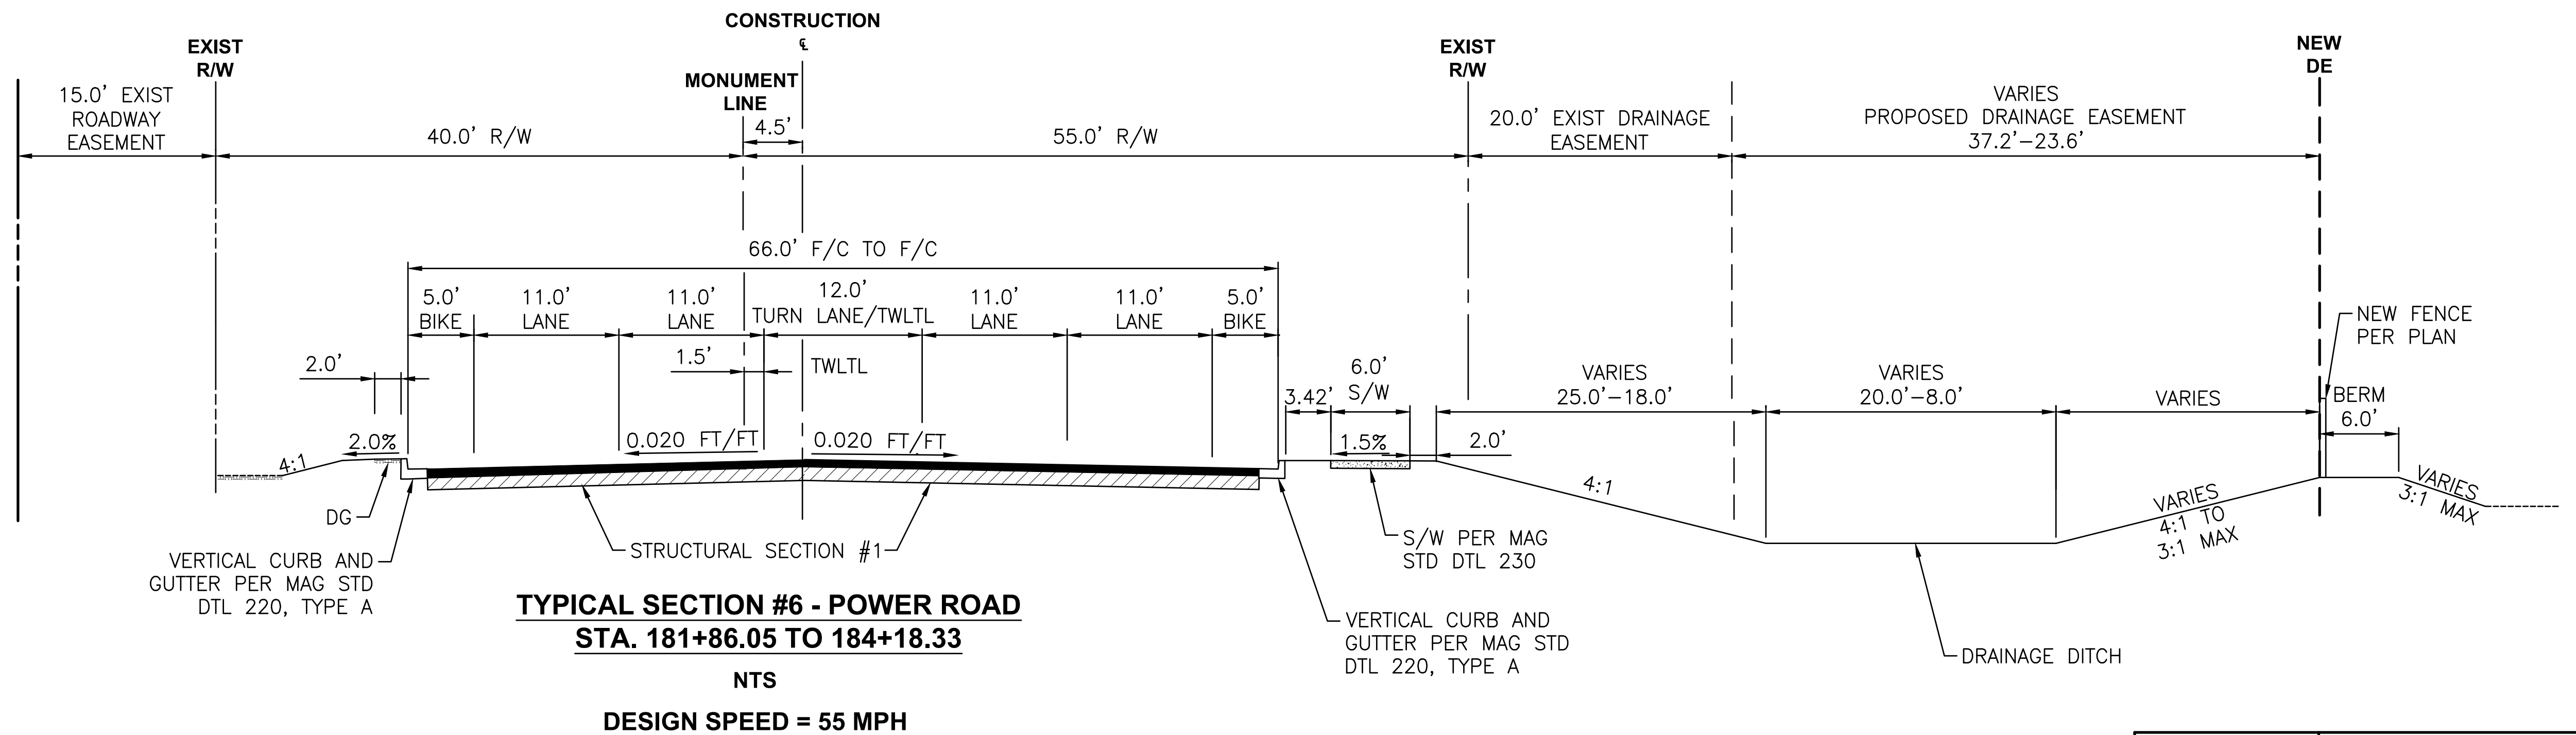 CONSTRUCTION
℄
EXIST
R/W
MONUMENT
LINE
EXIST
R/W
NEW
DE
15.0' EXIST
ROADWAY
EASEMENT
40.0' R/W
4.5'
55.0' R/W
20.0' EXIST DRAINAGE
EASEMENT
VARIES
PROPOSED DRAINAGE EASEMENT
37.2'-23.6'
66.0' F/C TO F/C
5.0'
BIKE
11.0'
LANE
11.0'
LANE
12.0'
TURN LANE/TWLTL
11.0'
LANE
11.0'
LANE
5.0'
BIKE
2.0'
1.5'
TWLTL
3.42'
6.0'
S/W
VARIES
25.0'-18.0'
VARIES
20.0'-8.0'
VARIES
NEW FENCE
PER PLAN
BERM
6.0'
4:1
2.0%
0.020 FT/FT
0.020 FT/FT
1.5%
2.0'
4:1
VARIES
4:1 TO
3:1 MAX
VARIES
3:1 MAX
DG
VERTICAL CURB AND
GUTTER PER MAG STD
DTL 220, TYPE A
STRUCTURAL SECTION #1
S/W PER MAG
STD DTL 230
VERTICAL CURB AND
GUTTER PER MAG STD
DTL 220, TYPE A
DRAINAGE DITCH
TYPICAL SECTION #6 - POWER ROAD
STA. 181+86.05 TO 184+18.33
NTS
DESIGN SPEED = 55 MPH